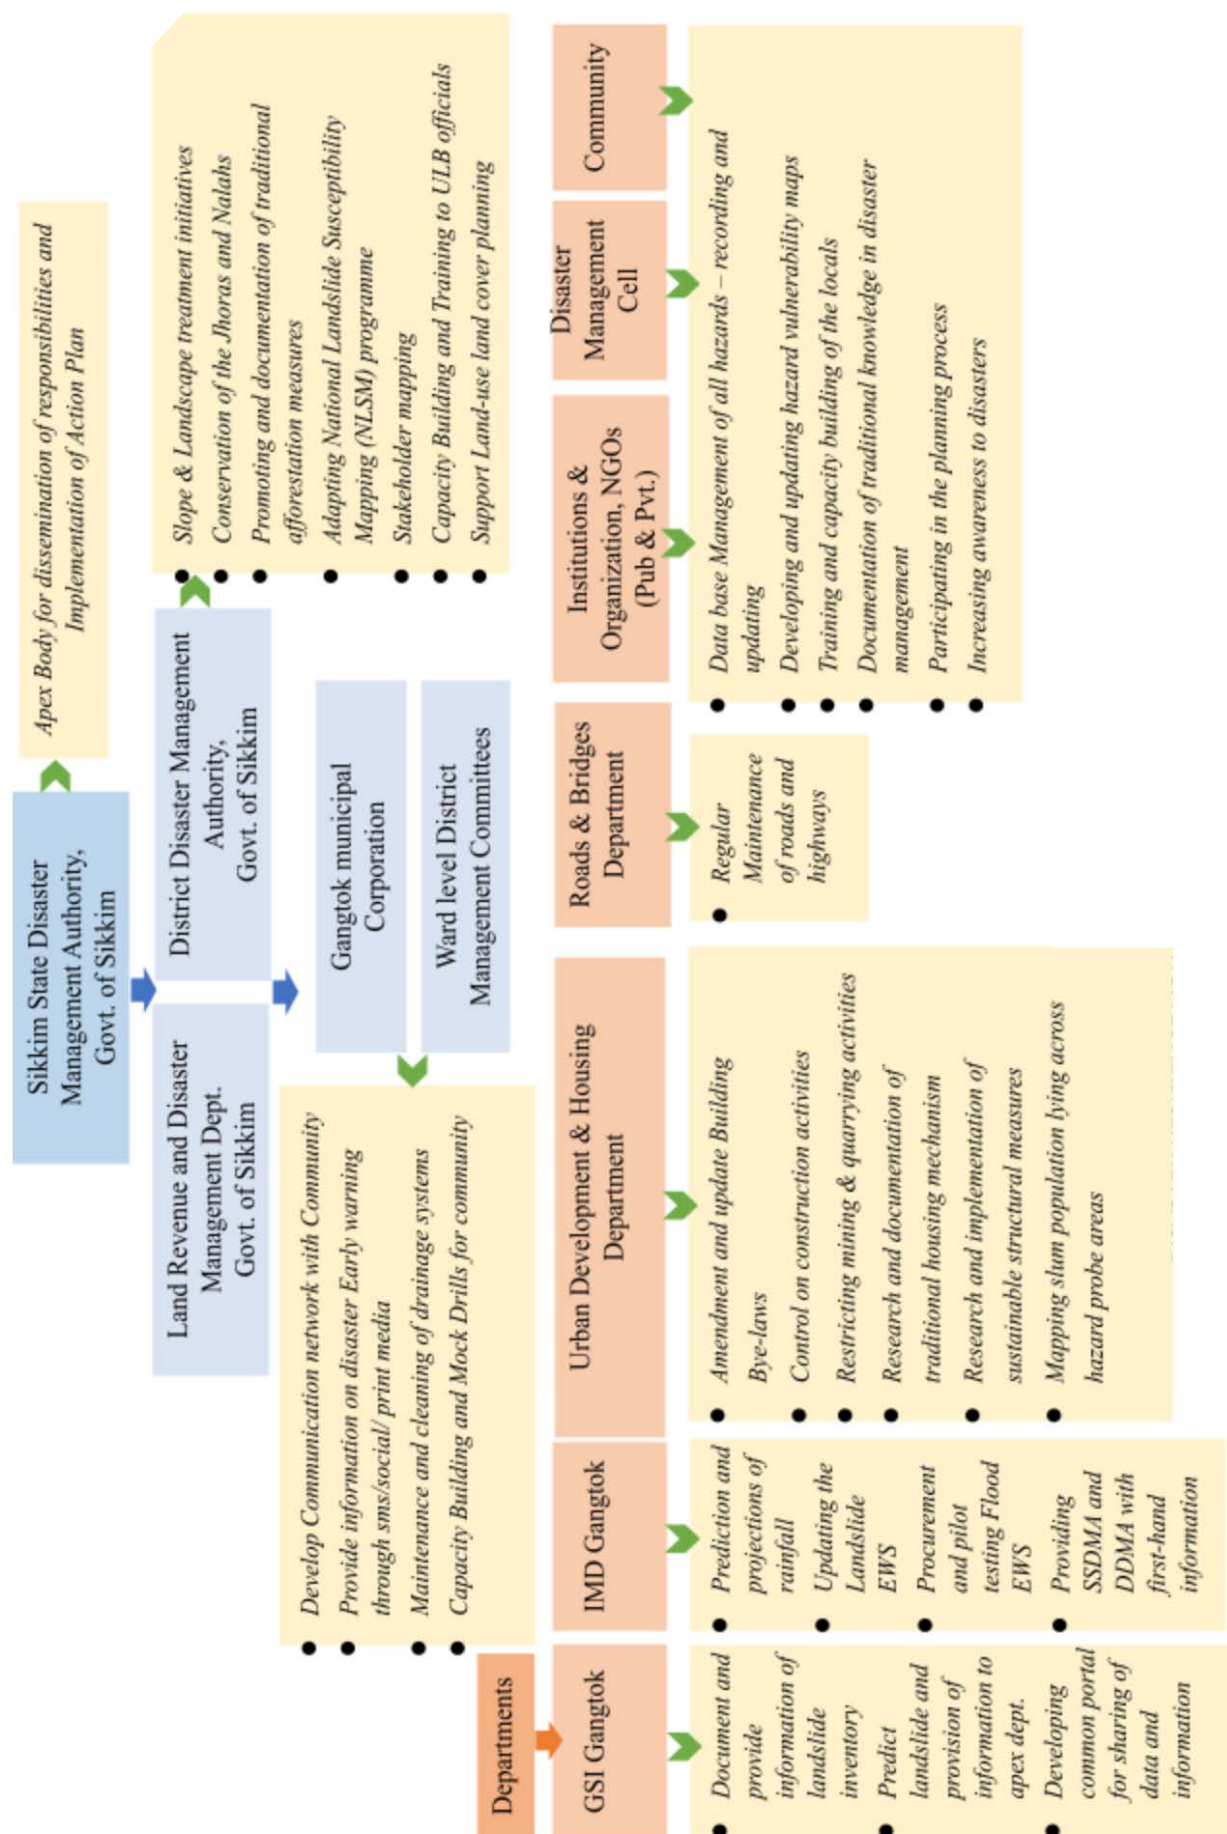 Sikkim State Disaster
Management Authority,
Govt. of Sikkim
Apex Body for dissemination of responsibilities and
Implementation of Action Plan
Land Revenue and Disaster
Management Dept.
Govt. of Sikkim
District Disaster Management
Authority,
Govt. of Sikkim
● Slope & Landscape treatment initiatives
● Conservation of the Jhoras and Nalahs
● Promoting and documentation of traditional
afforestation measures
● Adapting National Landslide Susceptibility
Mapping (NLSM) programme
● Stakeholder mapping
● Capacity Building and Training to ULB officials
● Support Land-use land cover planning
Gangtok municipal
Corporation
Ward level District
Management Committees
● Develop Communication network with Community
● Provide information on disaster Early warning
through sms/social/ print media
● Maintenance and cleaning of drainage systems
● Capacity Building and Mock Drills for community
Departments
GSI Gangtok
● Document and
provide
information of
landslide
inventory
● Predict
landslide and
provision of
information to
apex dept.
● Developing
common portal
for sharing of
data and
information
IMD Gangtok
● Prediction and
projections of
rainfall
● Updating the
Landslide
EWS
● Procurement
and pilot
testing Flood
EWS
● Providing
SSDMA and
DDMA with
first-hand
information
Urban Development & Housing
Department
● Amendment and update Building
Bye-laws
● Control on construction activities
● Restricting mining & quarrying activities
● Research and documentation of
traditional housing mechanism
● Research and implementation of
sustainable structural measures
● Mapping slum population lying across
hazard probe areas
Roads & Bridges
Department
● Regular
Maintenance
of roads and
highways
Institutions &
Organization, NGOs
(Pub & Pvt.)
Disaster
Management
Cell
Community
● Data base Management of all hazards – recording and
updating
● Developing and updating hazard vulnerability maps
● Training and capacity building of the locals
● Documentation of traditional knowledge in disaster
management
● Participating in the planning process
● Increasing awareness to disasters